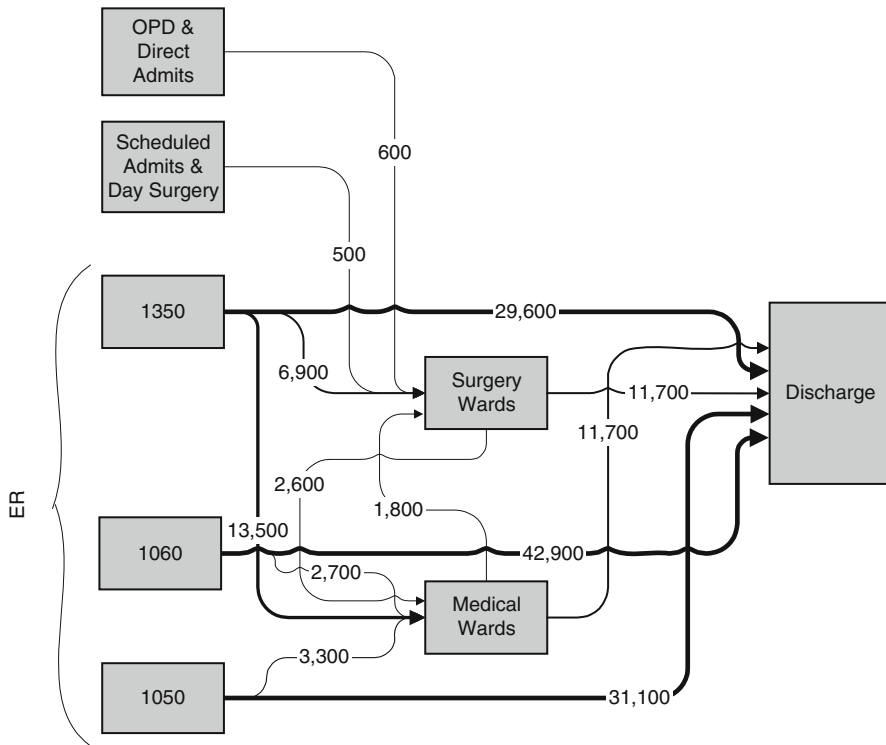 OPD &
Direct
Admits
Scheduled
Admits &
Day Surgery
600
500
ER
1350
29,600
6,900
Surgery
Wards
11,700
Discharge
11,700
2,600
1,800
13,500
1060
42,900
2,700
Medical
Wards
3,300
1050
31,100